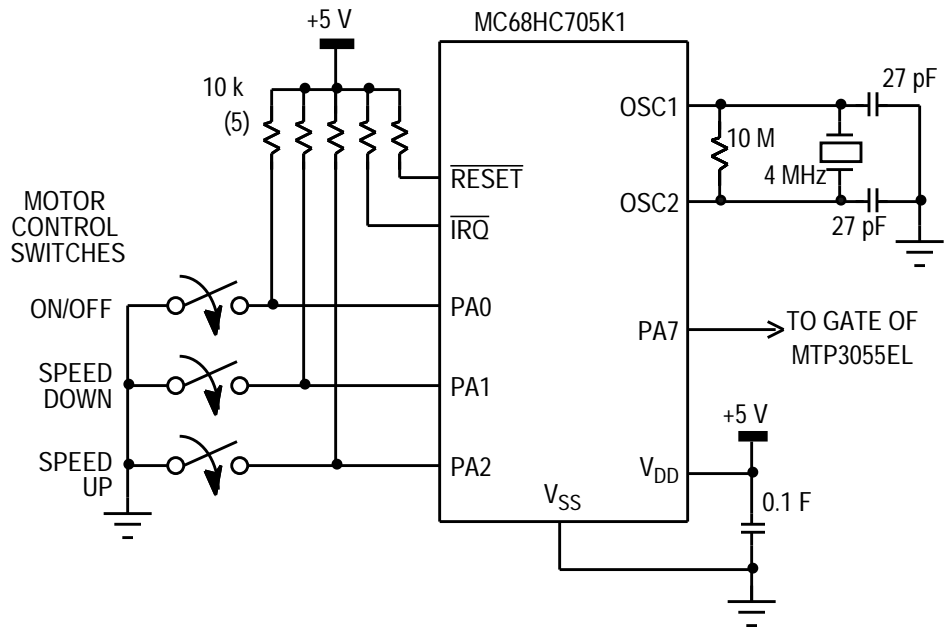 +5 V
MC68HC705K1
10 k
(5)
27 pF
OSC1
10 M
4 MHz
RESET
OSC2
27 pF
IRQ
MOTOR
CONTROL
SWITCHES
ON/OFF
PA0
PA7
TO GATE OF
MTP3055EL
SPEED
DOWN
PA1
+5 V
SPEED
UP
PA2
VDD
VSS
0.1 F